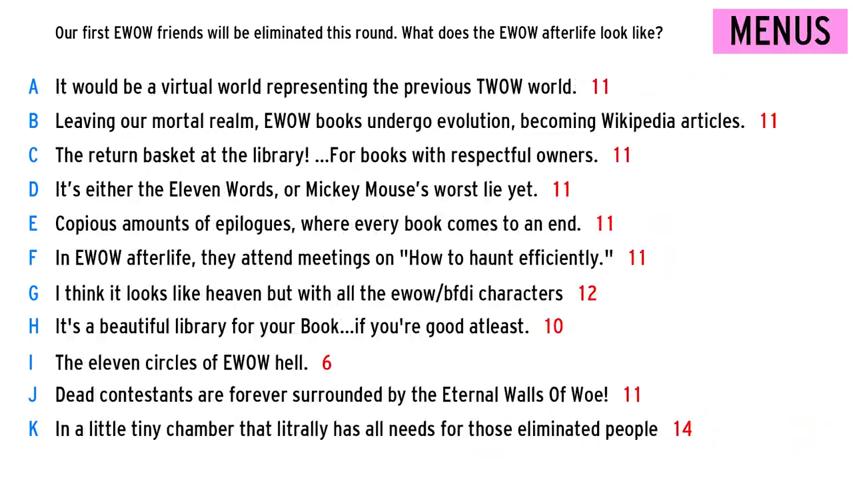 Our first EWOW friends will be eliminated this round. What does the EWOW afterlife look like?
MENUS
A It would be a virtual world representing the previous TWOW world. 11
B Leaving our mortal realm, EWOW books undergo evolution, becoming Wikipedia articles. 11
C The return basket at the library! ...For books with respectful owners. 11
D It's either the Eleven Words, or Mickey Mouse's worst lie yet. 11
E Copious amounts of epilogues, where every book comes to an end. 11
F In EWOW afterlife, they attend meetings on "How to haunt efficiently." 11
G I think it looks like heaven but with all the ewow/bfdi characters 12
H It's a beautiful library for your Book...if you're good atleast. 10
I The eleven circles of EWOW hell. 6
J Dead contestants are forever surrounded by the Eternal Walls Of Woe! 11
K In a little tiny chamber that litrally has all needs for those eliminated people 14